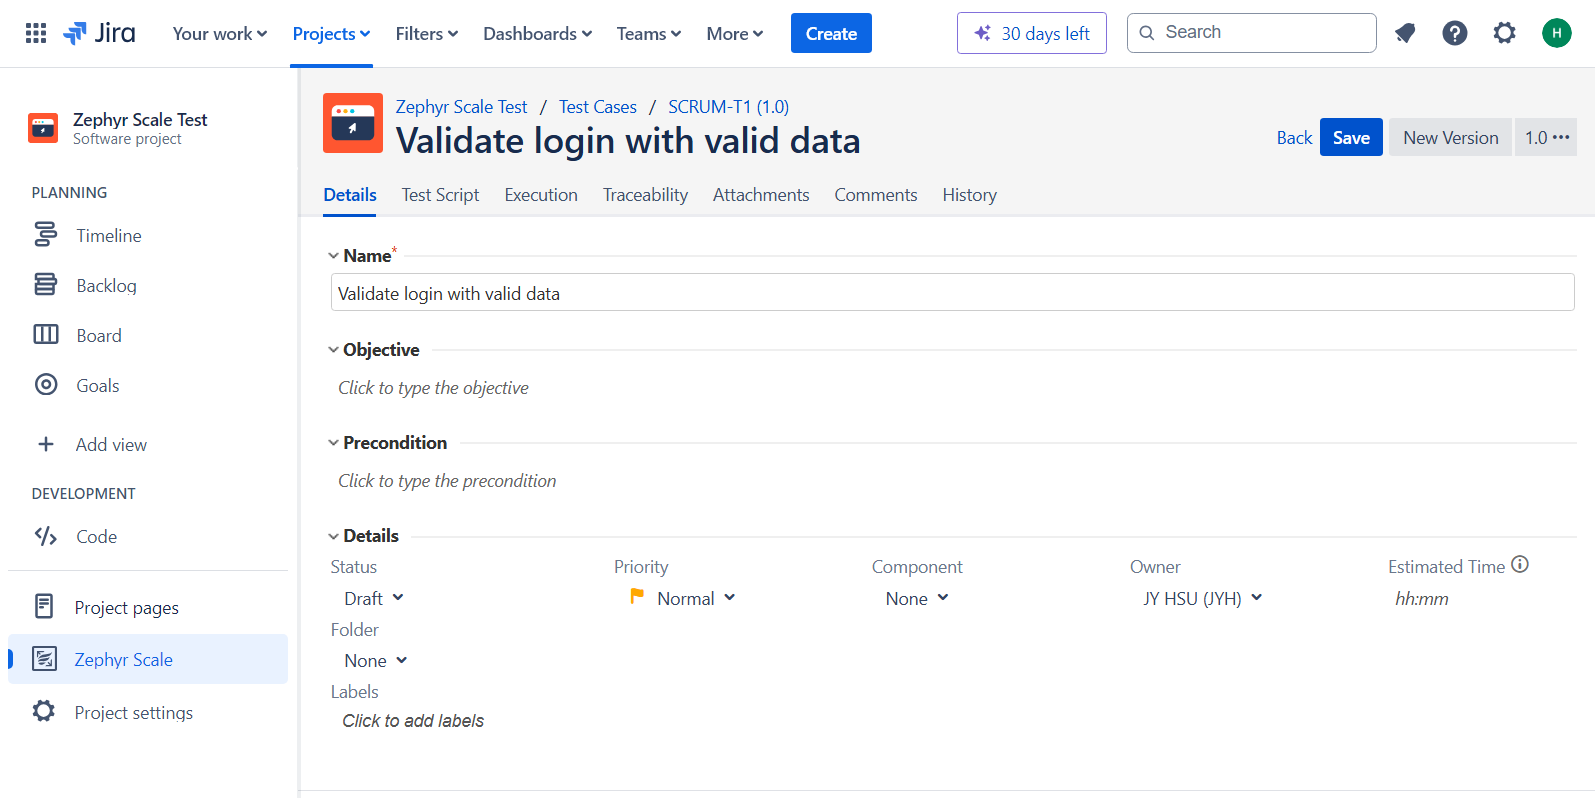 Jira Your work Projects Filters Dashboards Teams More Create 30 days left Search H
Zephyr Scale Test
Software project
PLANNING
Timeline
Backlog
Board
Goals
Add view
DEVELOPMENT
Code
Project pages
Zephyr Scale
Project settings
Zephyr Scale Test / Test Cases / SCRUM-T1 (1.0)
Validate login with valid data
Back Save New Version 1.0 •••
Details Test Script Execution Traceability Attachments Comments History
Name*
Validate login with valid data
Objective
Click to type the objective
Precondition
Click to type the precondition
Details
Status Priority Component Owner Estimated Time
Draft Normal None JY HSU (JYH) hh:mm
Folder
None
Labels
Click to add labels